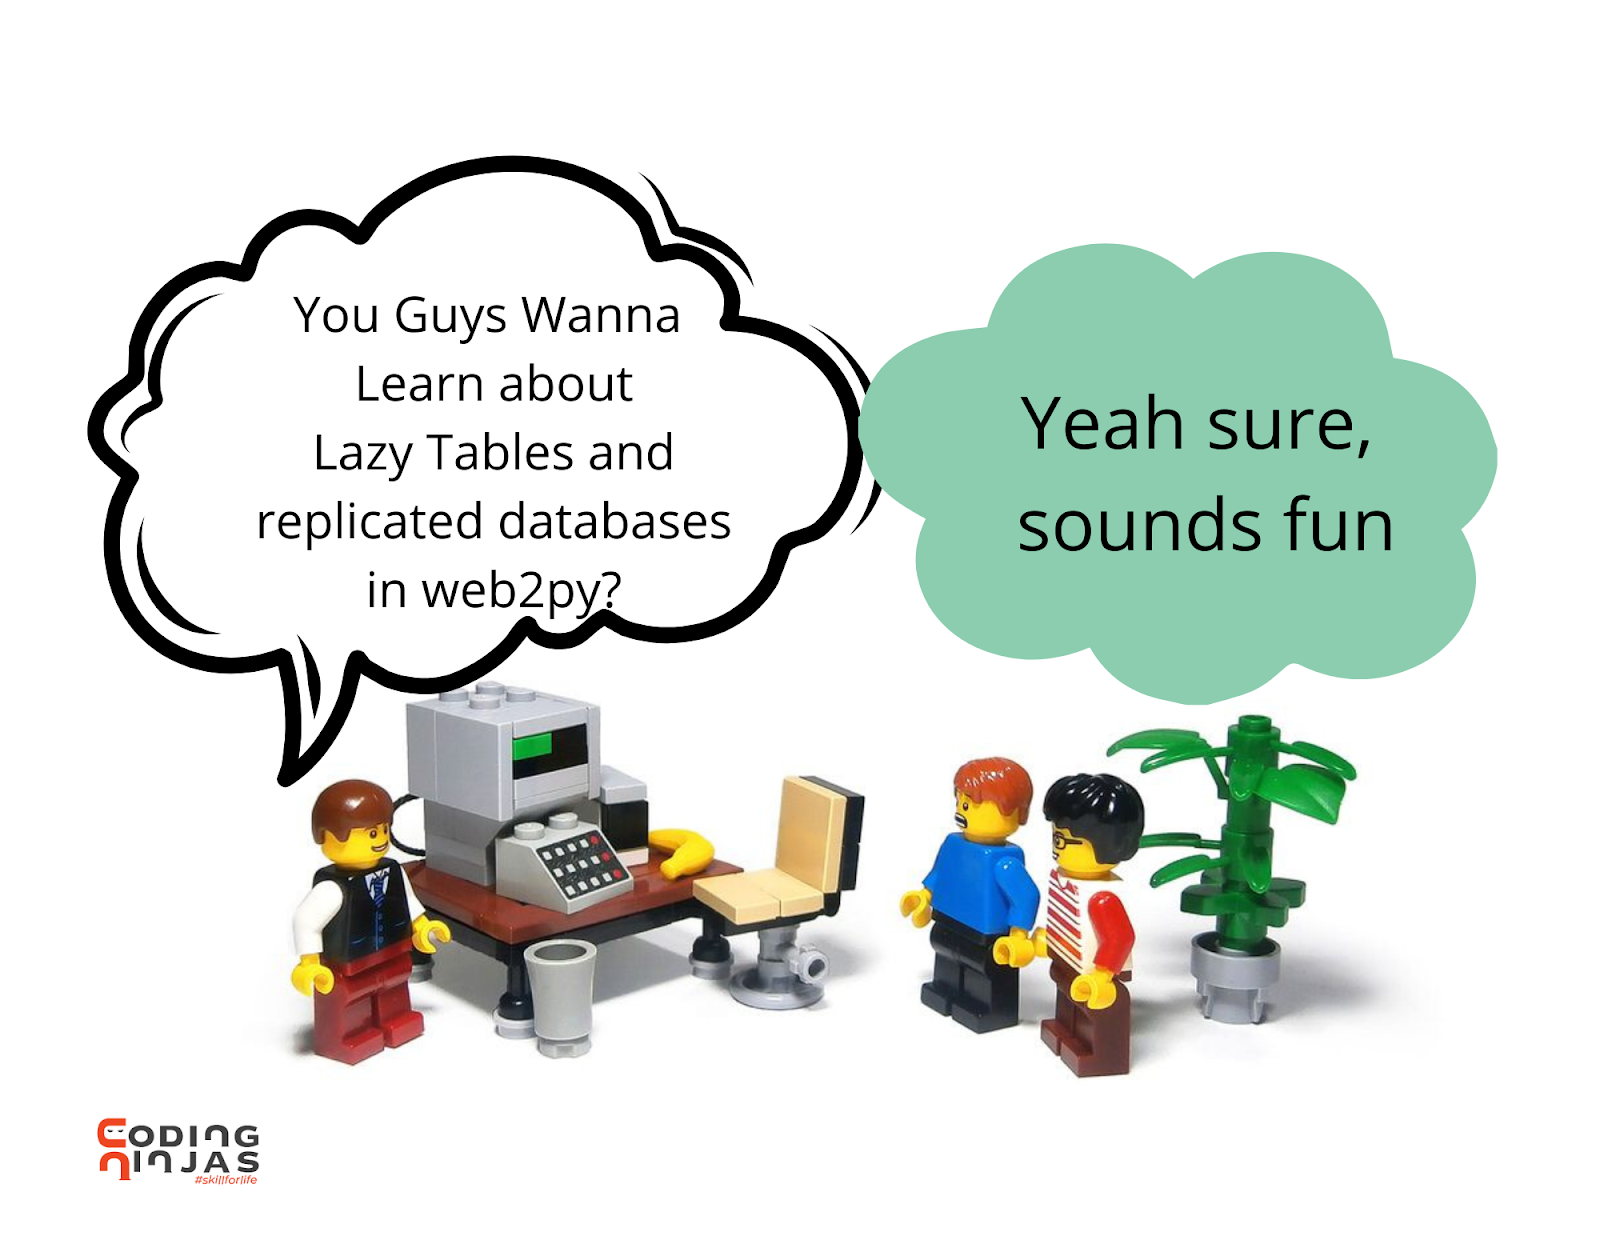 You Guys Wanna
Learn about
Lazy Tables and
replicated databases
in web2py?
Yeah sure,
sounds fun
CODING
NINJAS
#skillforlife